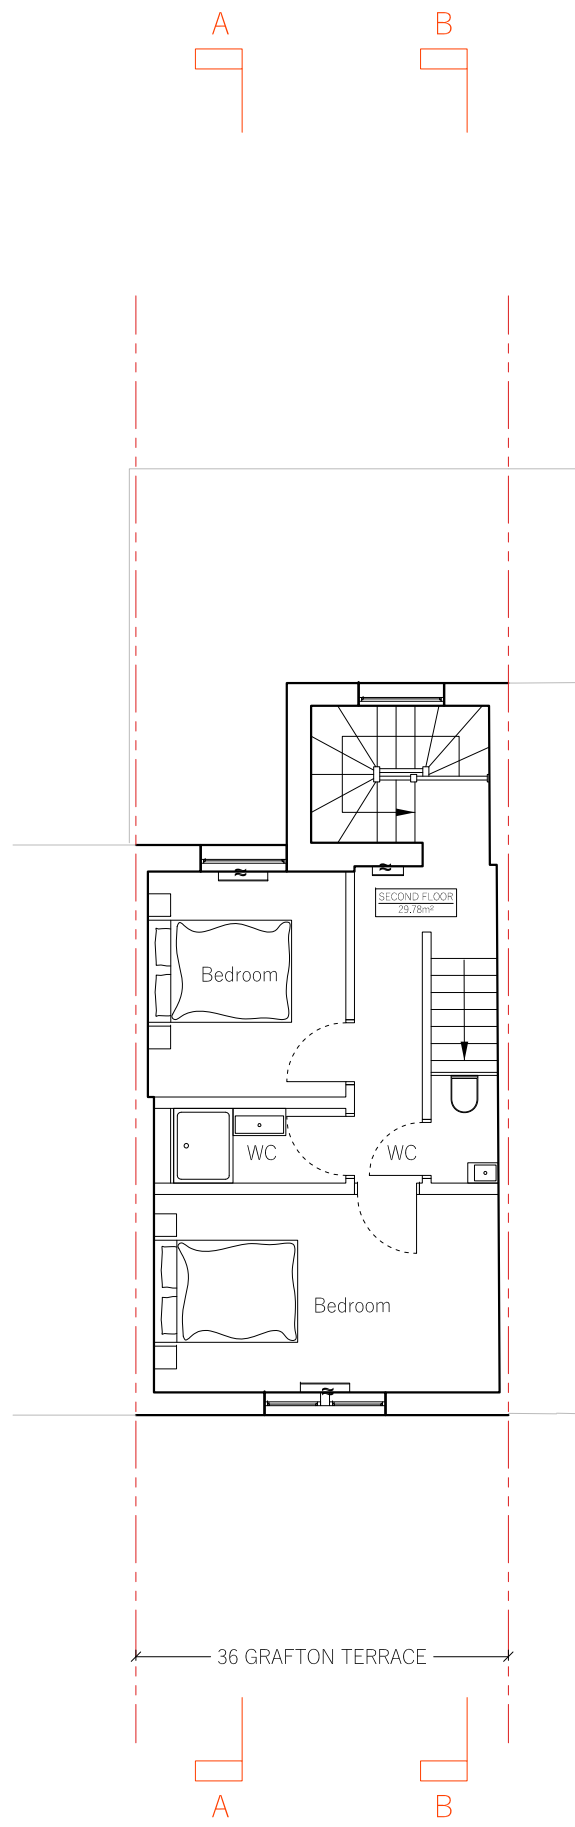 A
B
SECOND FLOOR
29.78m²
Bedroom
WC
WC
Bedroom
36 GRAFTON TERRACE
A
B